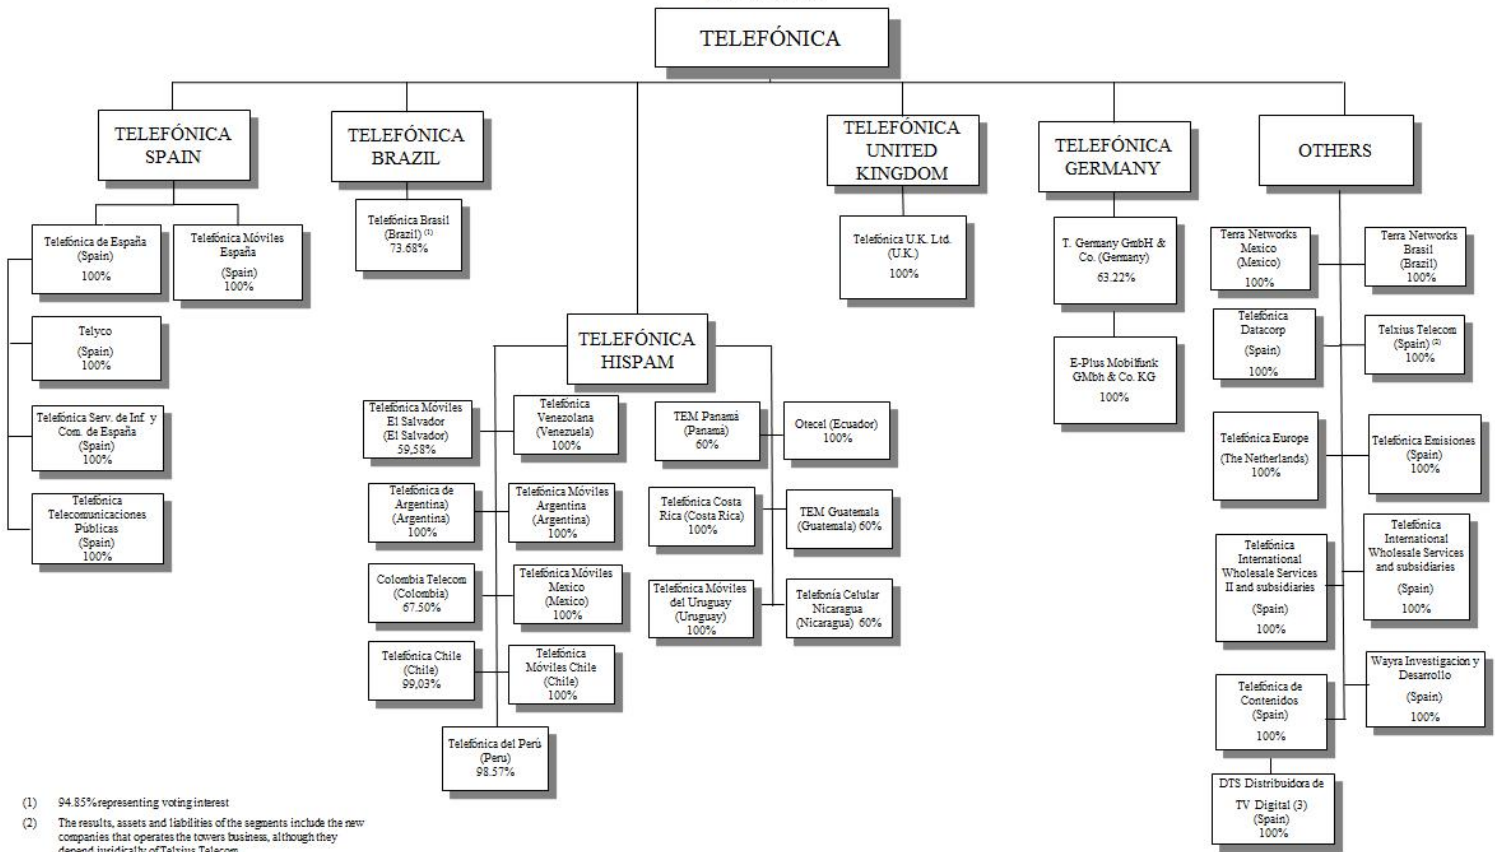 TELEFÓNICA
TELEFÓNICA
SPAIN
TELEFÓNICA
BRAZIL
TELEFÓNICA
UNITED
KINGDOM
TELEFÓNICA
GERMANY
OTHERS
Telefónica de España
(Spain)
100%
Telefónica Móviles
España
(Spain)
100%
Telyco
(Spain)
100%
Telefónica Serv. de Inf. y
Com. de España
(Spain)
100%
Telefónica
Telecomunicaciones
Públicas
(Spain)
100%
Telefónica Brasil
(Brazil) (1)
73.68%
TELEFÓNICA
HISPAM
Telefónica Móviles
El Salvador
(El Salvador)
59,58%
Telefónica
Venezolana
(Venezuela)
100%
Telefónica de
Argentina)
(Argentina)
100%
Telefónica Móviles
Argentina
(Argentina)
100%
Colombia Telecom
(Colombia)
67.50%
Telefónica Móviles
Mexico
(Mexico)
100%
Telefónica Chile
(Chile)
99,03%
Telefónica
Móviles Chile
(Chile)
100%
Telefónica del Perú
(Peru)
98.57%
TEM Panamá
(Panamá)
60%
Otecel (Ecuador)
100%
Telefónica Costa
Rica (Costa Rica)
100%
TEM Guatemala
(Guatemala) 60%
Telefónica Móviles
del Uruguay
(Uruguay)
100%
Telefonía Celular
Nicaragua
(Nicaragua) 60%
Telefónica U.K. Ltd.
(U.K.)
100%
T. Germany GmbH &
Co. (Germany)
63.22%
E-Plus Mobilfunk
GMbh & Co. KG
100%
Terra Networks
Mexico
(Mexico)
100%
Terra Networks
Brasil
(Brazil)
100%
Telefónica
Datacorp
(Spain)
100%
Telxius Telecom
(Spain) (2)
100%
Telefónica Europe
(The Netherlands)
100%
Telefónica Emisiones
(Spain)
100%
Telefónica
International
Wholesale Services
II and subsidiaries
(Spain)
100%
Telefónica
International
Wholesale Services
and subsidiaries
(Spain)
100%
Telefónica de
Contenidos
(Spain)
100%
Wayra Investigacion y
Desarrollo
(Spain)
100%
DTS Distribuidora de
TV Digital (3)
(Spain)
100%
(1) 94.85% representing voting interest
(2) The results, assets and liabilities of the segments include the new
companies that operates the towers business, although they
depend juridically of Telxius Telecom